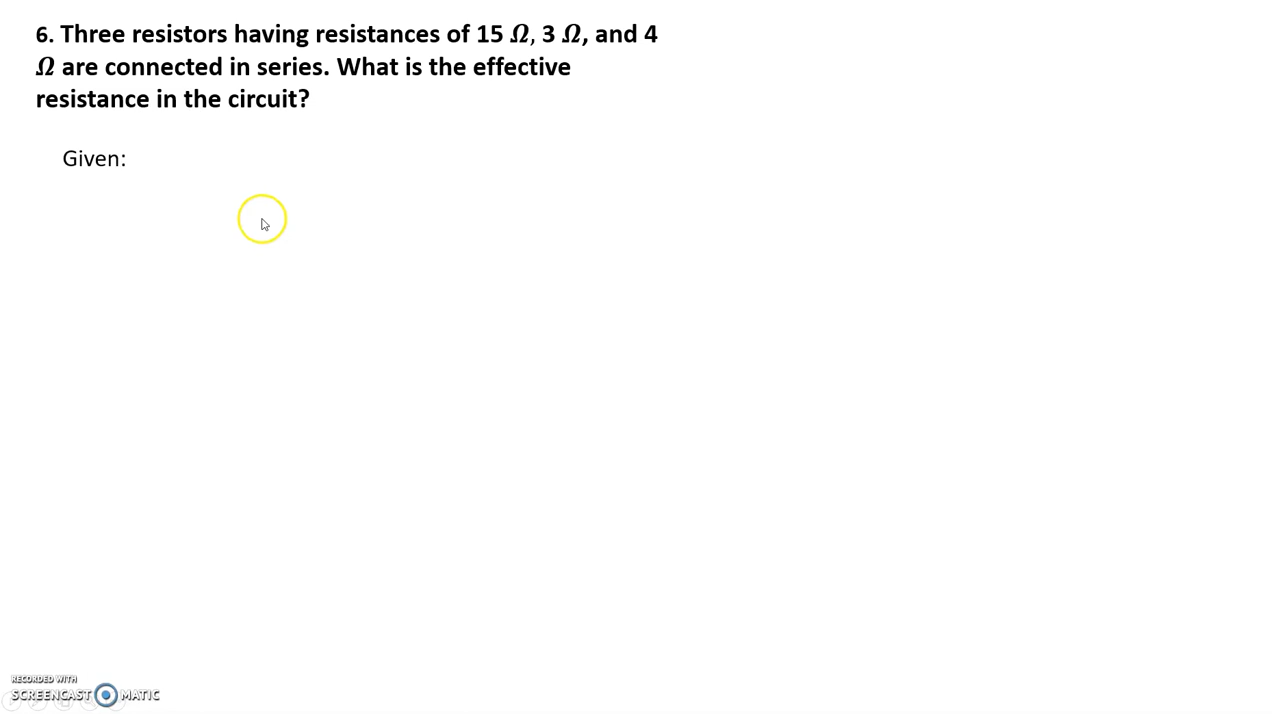 6. Three resistors having resistances of 15 𝜴, 3 𝜴, and 4
𝜴 are connected in series. What is the effective
resistance in the circuit?
Given:
RECORDED WITH
SCREENCAST MATIC